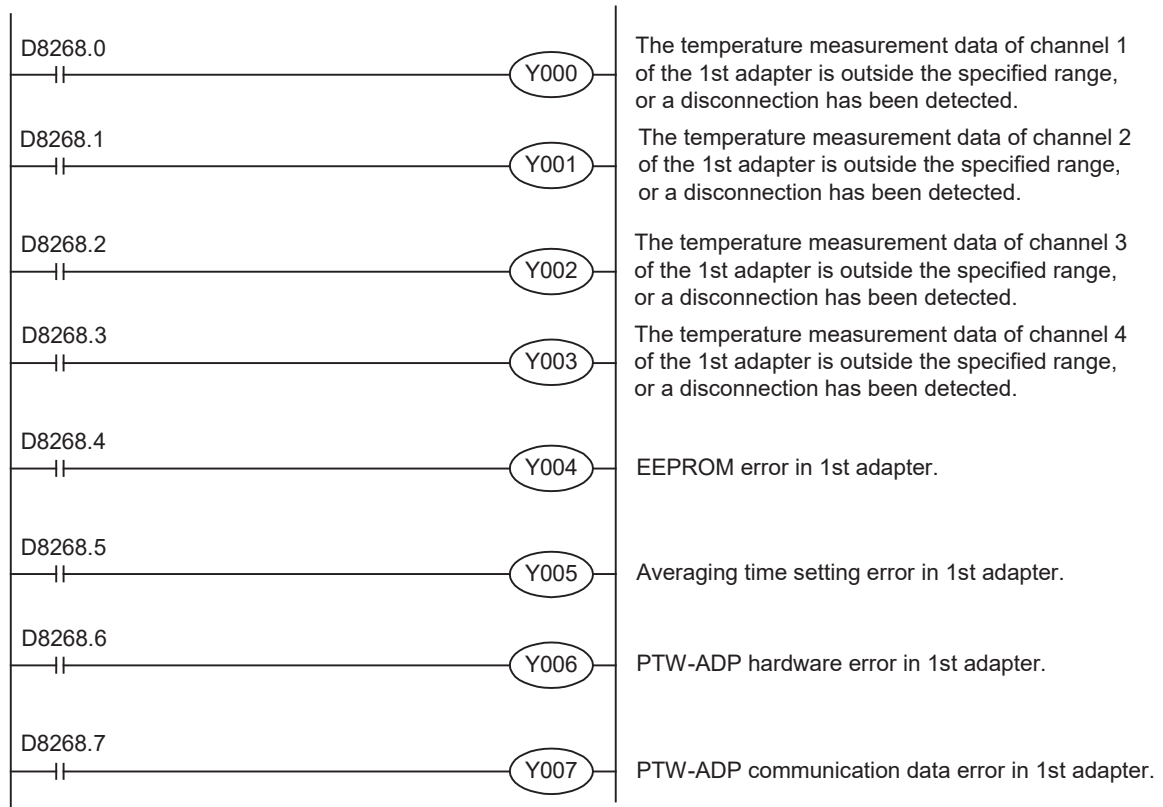 D8268.0
Y000
The temperature measurement data of channel 1
of the 1st adapter is outside the specified range,
or a disconnection has been detected.
D8268.1
Y001
The temperature measurement data of channel 2
of the 1st adapter is outside the specified range,
or a disconnection has been detected.
D8268.2
Y002
The temperature measurement data of channel 3
of the 1st adapter is outside the specified range,
or a disconnection has been detected.
D8268.3
Y003
The temperature measurement data of channel 4
of the 1st adapter is outside the specified range,
or a disconnection has been detected.
D8268.4
Y004
EEPROM error in 1st adapter.
D8268.5
Y005
Averaging time setting error in 1st adapter.
D8268.6
Y006
PTW-ADP hardware error in 1st adapter.
D8268.7
Y007
PTW-ADP communication data error in 1st adapter.